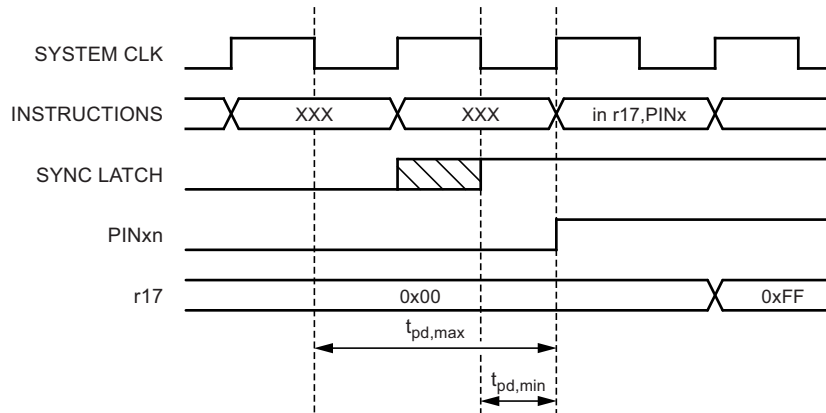 SYSTEM CLK
INSTRUCTIONS XXX XXX in r17,PINx
SYNC LATCH
PINxn
r17 0x00 0xFF
tpd,max
tpd,min